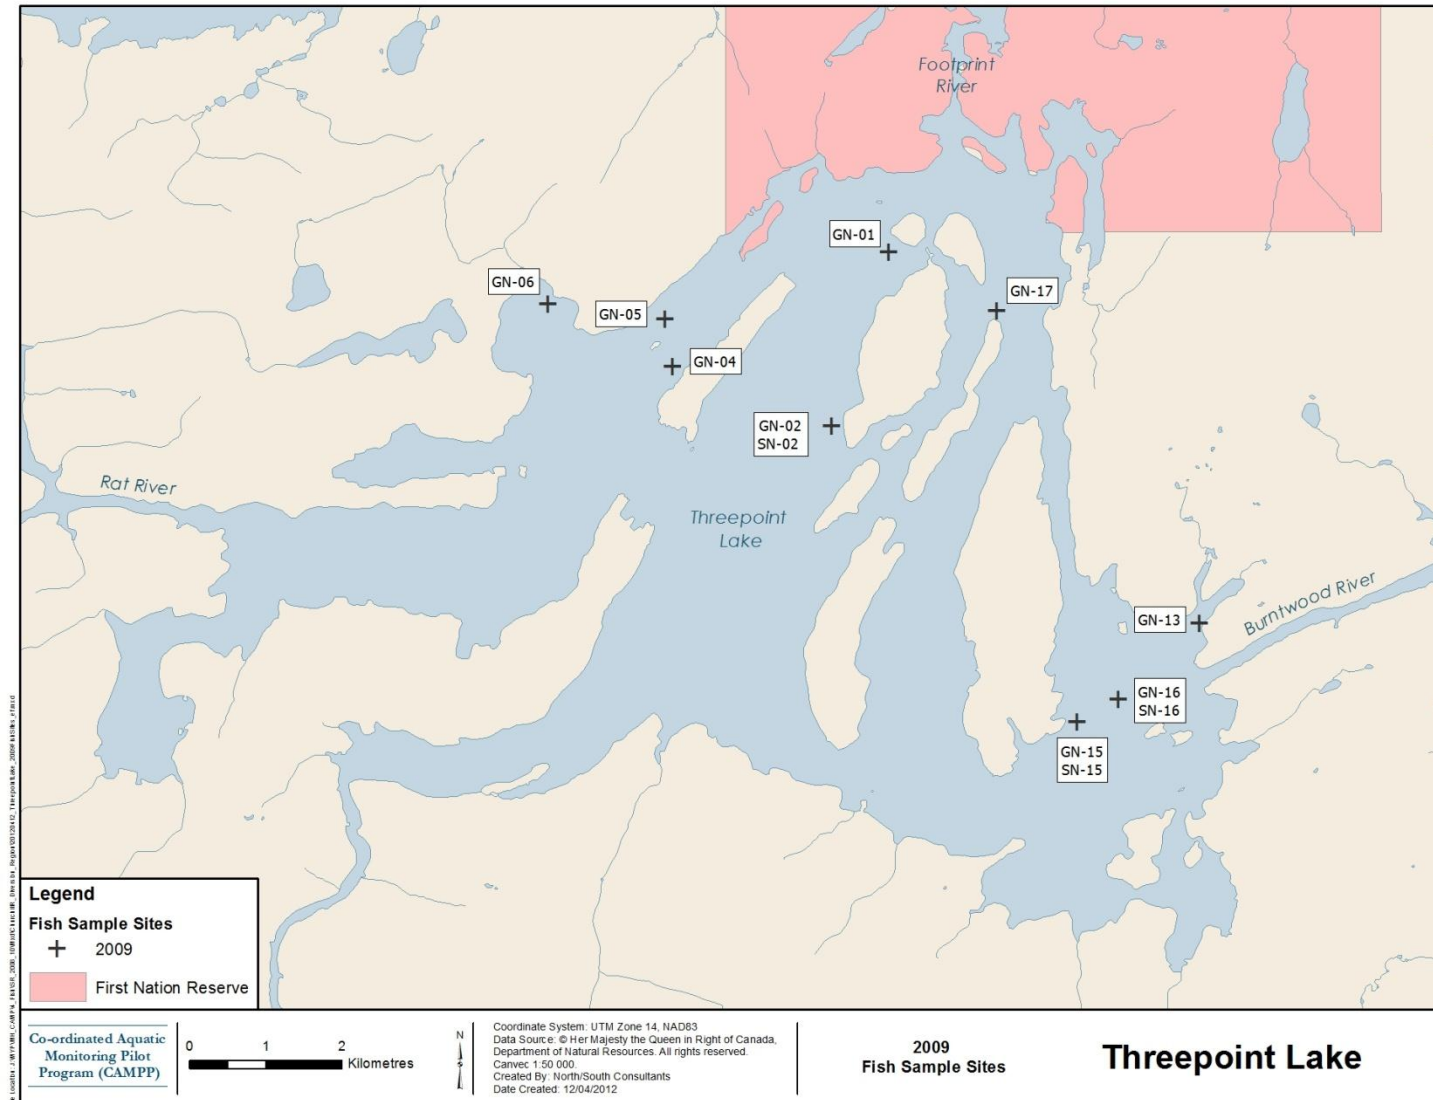 Footprint
River
GN-01
GN-06
GN-17
GN-05
GN-04
GN-02
SN-02
Rat River
Threepoint
Lake
Burntwood River
GN-13
GN-16
SN-16
GN-15
SN-15
Legend
Fish Sample Sites
2009
First Nation Reserve
Co-ordinated Aquatic
Monitoring Pilot
Program (CAMPP)
0 1 2
Kilometres
N
Coordinate System: UTM Zone 14, NAD83
Data Source: © Her Majesty the Queen in Right of Canada,
Department of Natural Resources. All rights reserved.
Canvec 1:50 000.
Created By: North/South Consultants
Date Created: 12/04/2012
2009
Fish Sample Sites
Threepoint Lake